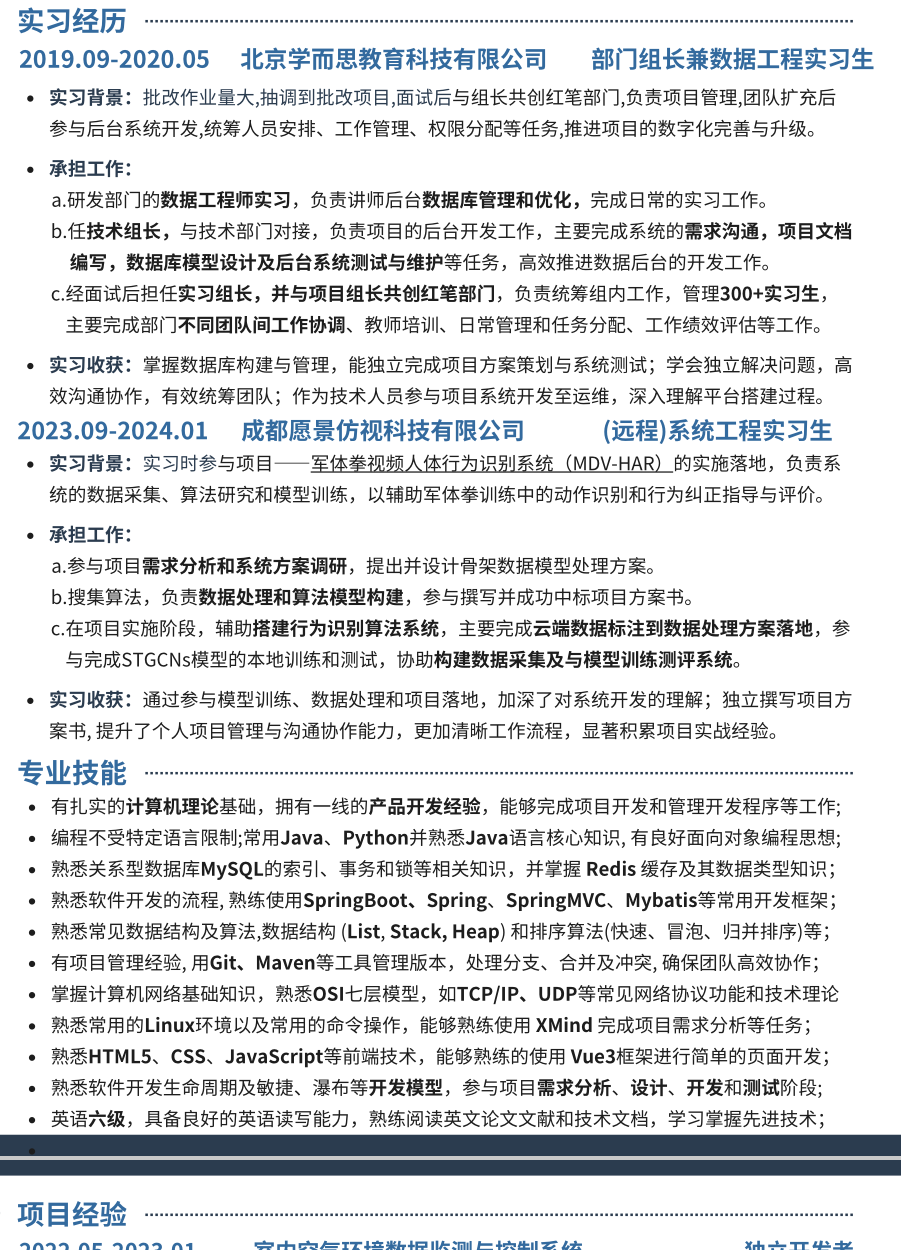 实习经历
2019.09-2020.05 北京学而思教育科技有限公司 部门组长兼数据工程实习生
• 实习背景：批改作业量大,抽调到批改项目,面试后与组长共创红笔部门,负责项目管理,团队扩充后
参与后台系统开发,统筹人员安排、工作管理、权限分配等任务,推进项目的数字化完善与升级。
• 承担工作：
a.研发部门的数据工程师实习，负责讲师后台数据库管理和优化，完成日常的实习工作。
b.任技术组长，与技术部门对接，负责项目的后台开发工作，主要完成系统的需求沟通，项目文档
编写，数据库模型设计及后台系统测试与维护等任务，高效推进数据后台的开发工作。
c.经面试后担任实习组长，并与项目组长共创红笔部门，负责统筹组内工作，管理300+实习生，
主要完成部门不同团队间工作协调、教师培训、日常管理和任务分配、工作绩效评估等工作。
• 实习收获：掌握数据库构建与管理，能独立完成项目方案策划与系统测试；学会独立解决问题，高
效沟通协作，有效统筹团队；作为技术人员参与项目系统开发至运维，深入理解平台搭建过程。
2023.09-2024.01 成都愿景仿视科技有限公司 (远程)系统工程实习生
• 实习背景：实习时参与项目——军体拳视频人体行为识别系统（MDV-HAR）的实施落地，负责系
统的数据采集、算法研究和模型训练，以辅助军体拳训练中的动作识别和行为纠正指导与评价。
• 承担工作：
a.参与项目需求分析和系统方案调研，提出并设计骨架数据模型处理方案。
b.搜集算法，负责数据处理和算法模型构建，参与撰写并成功中标项目方案书。
c.在项目实施阶段，辅助搭建行为识别算法系统，主要完成云端数据标注到数据处理方案落地，参
与完成STGCNs模型的本地训练和测试，协助构建数据采集及与模型训练测评系统。
• 实习收获：通过参与模型训练、数据处理和项目落地，加深了对系统开发的理解；独立撰写项目方
案书, 提升了个人项目管理与沟通协作能力，更加清晰工作流程，显著积累项目实战经验。
专业技能
• 有扎实的计算机理论基础，拥有一线的产品开发经验，能够完成项目开发和管理开发程序等工作;
• 编程不受特定语言限制;常用Java、Python并熟悉Java语言核心知识, 有良好面向对象编程思想;
• 熟悉关系型数据库MySQL的索引、事务和锁等相关知识，并掌握 Redis 缓存及其数据类型知识；
• 熟悉软件开发的流程, 熟练使用SpringBoot、Spring、SpringMVC、Mybatis等常用开发框架；
• 熟悉常见数据结构及算法,数据结构 (List, Stack, Heap) 和排序算法(快速、冒泡、归并排序)等；
• 有项目管理经验, 用Git、Maven等工具管理版本，处理分支、合并及冲突, 确保团队高效协作；
• 掌握计算机网络基础知识，熟悉OSI七层模型，如TCP/IP、UDP等常见网络协议功能和技术理论
• 熟悉常用的Linux环境以及常用的命令操作，能够熟练使用 XMind 完成项目需求分析等任务；
• 熟悉HTML5、CSS、JavaScript等前端技术，能够熟练的使用 Vue3框架进行简单的页面开发；
• 熟悉软件开发生命周期及敏捷、瀑布等开发模型，参与项目需求分析、设计、开发和测试阶段;
• 英语六级，具备良好的英语读写能力，熟练阅读英文论文文献和技术文档，学习掌握先进技术；
项目经验
2022.05-2023.01 室内空气环境数据监测与控制系统 独立开发者